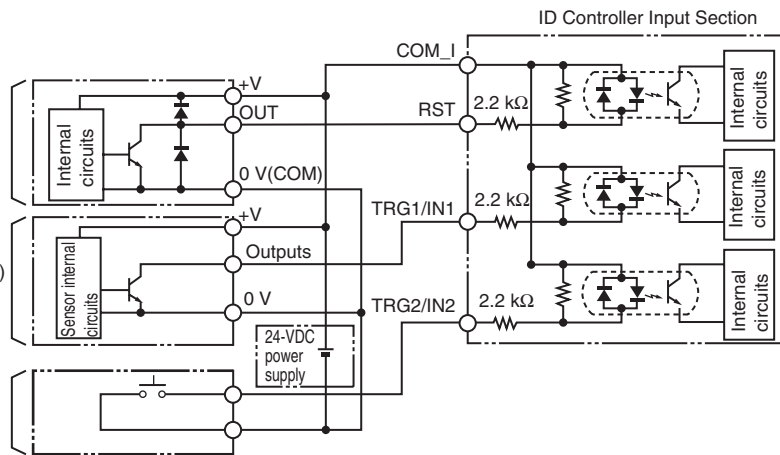 ID Controller Input Section
COM_I
+V
OUT
RST
2.2 kΩ
Internal circuits
Internal
circuits
0 V(COM)
+V
TRG1/IN1
2.2 kΩ
Internal
circuits
Outputs
)
Sensor internal
circuits
0 V
TRG2/IN2
2.2 kΩ
Internal
circuits
24-VDC
power
supply